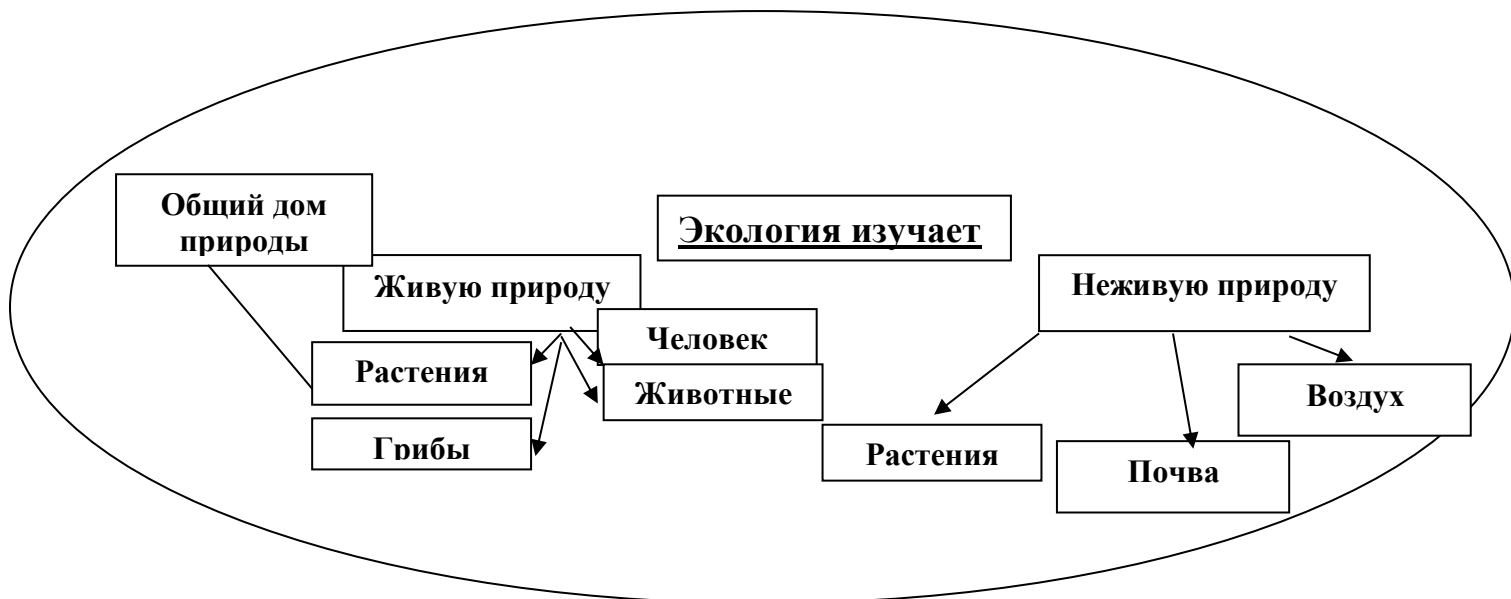 Общий дом
природы
Экология изучает
Живую природу
Неживую природу
Человек
Растения
Животные
Воздух
Грибы
Растения
Почва